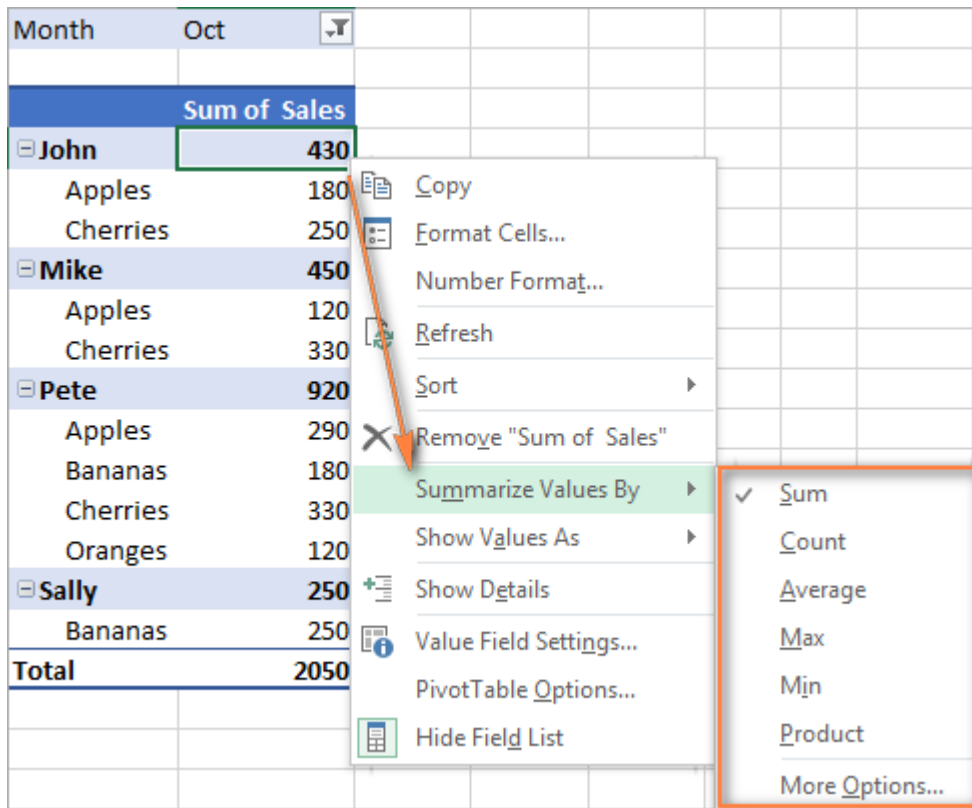 Month Oct
Sum of Sales
John 430
Apples 180
Cherries 250
Mike 450
Apples 120
Cherries 330
Pete 920
Apples 290
Bananas 180
Cherries 330
Oranges 120
Sally 250
Bananas 250
Total 2050
Copy
Format Cells...
Number Format...
Refresh
Sort
Remove "Sum of Sales"
Summarize Values By
Show Values As
Show Details
Value Field Settings...
PivotTable Options...
Hide Field List
Sum
Count
Average
Max
Min
Product
More Options...